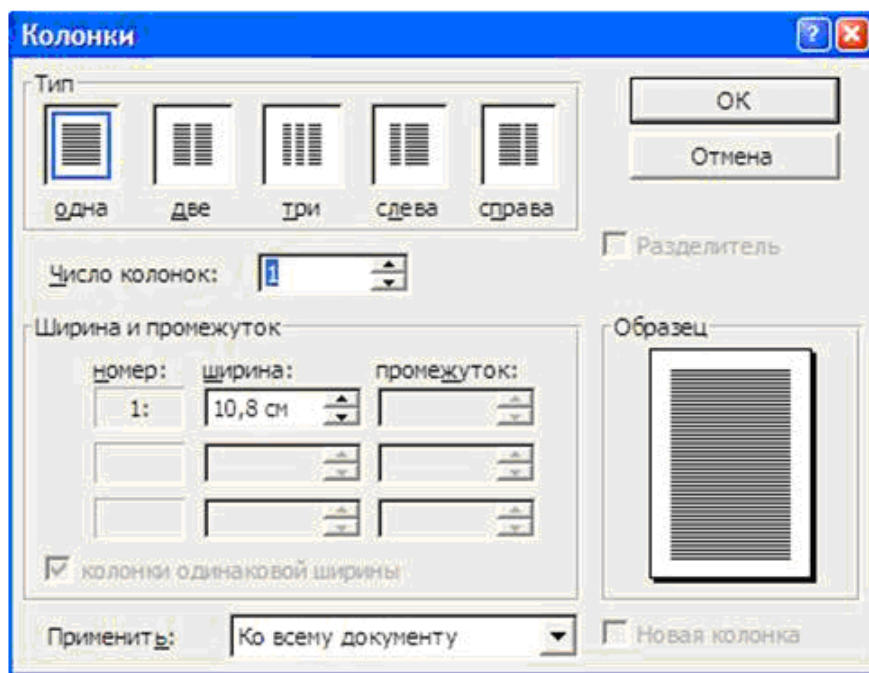 Колонки
Тип
одна две три слева справа
ОК
Отмена
Разделитель
Число колонок: 1
Ширина и промежуток
номер: ширина: промежуток:
1: 10,8 см
колонки одинаковой ширины
Образец
Применить: Ко всему документу
Новая колонка